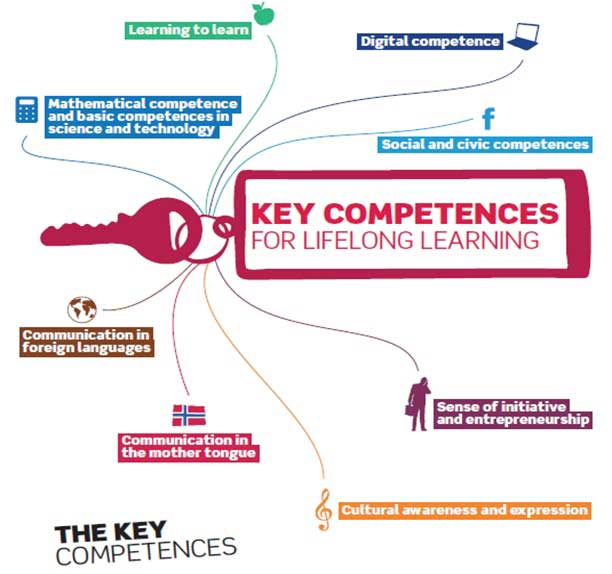 Learning to learn
Digital competence
Mathematical competence
and basic competences in
science and technology
f
Social and civic competences
KEY COMPETENCES
FOR LIFELONG LEARNING
Communication in
foreign languages
Communication in
the mother tongue
Sense of initiative
and entrepreneurship
Cultural awareness and expression
THE KEY
COMPETENCES